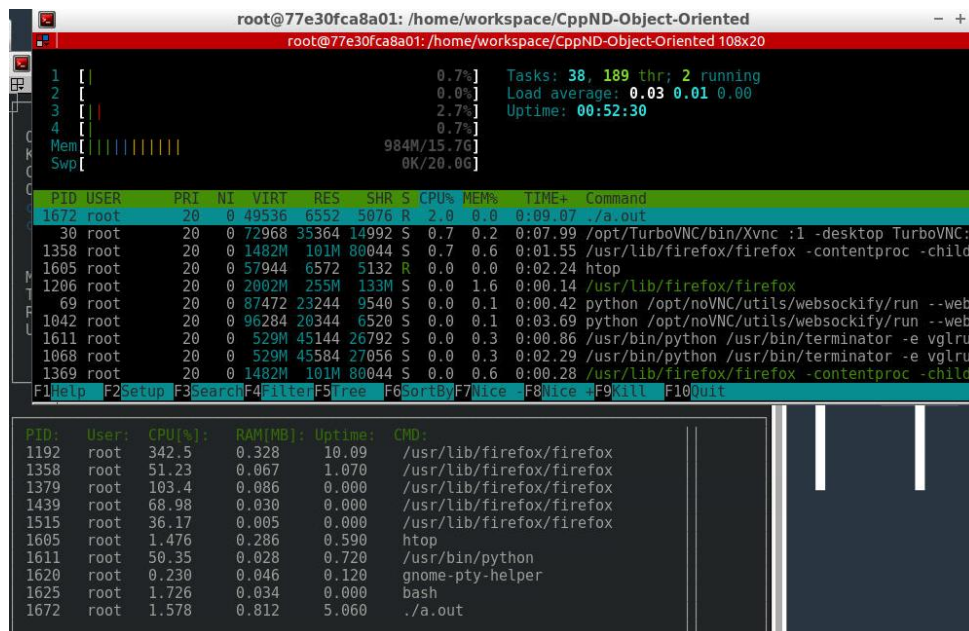 root@77e30fca8a01: /home/workspace/CppND-Object-Oriented
root@77e30fca8a01: /home/workspace/CppND-Object-Oriented 108x20
1 [| 0.7%] Tasks: 38, 189 thr; 2 running
2 [ 0.0%] Load average: 0.03 0.01 0.00
3 [|| 2.7%] Uptime: 00:52:30
4 [| 0.7%]
Mem[||||||||||| 984M/15.7G]
Swp[ 0K/20.0G]
PID USER PRI NI VIRT RES SHR S CPU% MEM% TIME+ Command
1672 root 20 0 49536 6552 5076 R 2.0 0.0 0:09.07 ./a.out
30 root 20 0 72968 35364 14992 S 0.7 0.2 0:07.99 /opt/TurboVNC/bin/Xvnc :1 -desktop TurboVNC:
1358 root 20 0 1482M 101M 80044 S 0.7 0.6 0:01.55 /usr/lib/firefox/firefox -contentproc -child
1605 root 20 0 57944 6572 5132 R 0.0 0.0 0:02.24 htop
1206 root 20 0 2002M 255M 133M S 0.0 1.6 0:00.14 /usr/lib/firefox/firefox
69 root 20 0 87472 23244 9540 S 0.0 0.1 0:00.42 python /opt/noVNC/utils/websockify/run --web
1042 root 20 0 96284 20344 6520 S 0.0 0.1 0:03.69 python /opt/noVNC/utils/websockify/run --web
1611 root 20 0 529M 45144 26792 S 0.0 0.3 0:00.86 /usr/bin/python /usr/bin/terminator -e vglru
1068 root 20 0 529M 45584 27056 S 0.0 0.3 0:02.29 /usr/bin/python /usr/bin/terminator -e vglru
1369 root 20 0 1482M 101M 80044 S 0.0 0.6 0:00.28 /usr/lib/firefox/firefox -contentproc -child
F1Help F2Setup F3SearchF4FilterF5Tree F6SortByF7Nice -F8Nice +F9Kill F10Quit
PID: User: CPU[%]: RAM[MB]: Uptime: CMD:
1192 root 342.5 0.328 10.09 /usr/lib/firefox/firefox
1358 root 51.23 0.067 1.070 /usr/lib/firefox/firefox
1379 root 103.4 0.086 0.000 /usr/lib/firefox/firefox
1439 root 68.98 0.030 0.000 /usr/lib/firefox/firefox
1515 root 36.17 0.005 0.000 /usr/lib/firefox/firefox
1605 root 1.476 0.286 0.590 htop
1611 root 50.35 0.028 0.720 /usr/bin/python
1620 root 0.230 0.046 0.120 gnome-pty-helper
1625 root 1.726 0.034 0.000 bash
1672 root 1.578 0.812 5.060 ./a.out